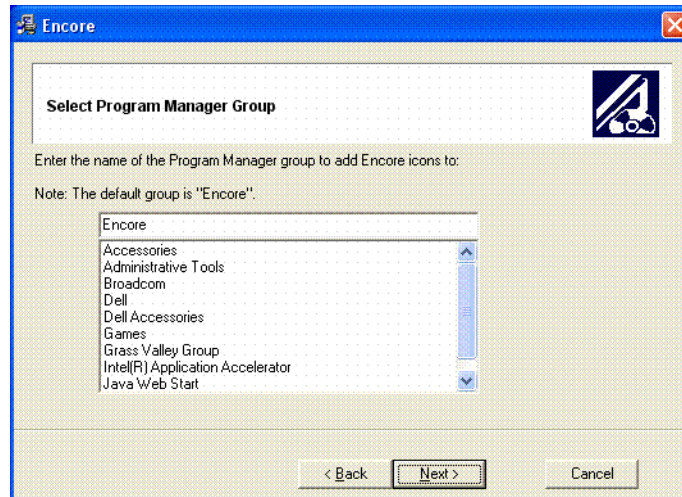 Encore
Select Program Manager Group
Enter the name of the Program Manager group to add Encore icons to:
Note: The default group is "Encore".
Encore
Accessories
Administrative Tools
Broadcom
Dell
Dell Accessories
Games
Grass Valley Group
Intel(R) Application Accelerator
Java Web Start
< Back
Next >
Cancel